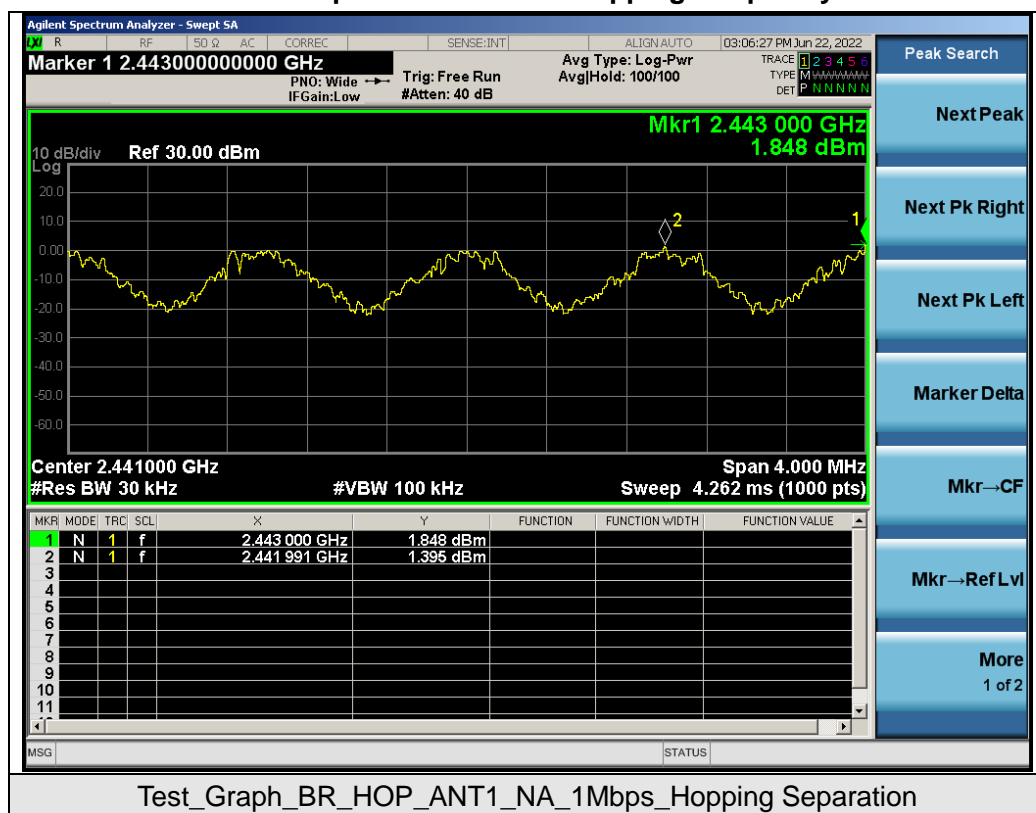 Agilent Spectrum Analyzer - Swept SA
LXI R RF 50 Ω AC CORREC SENSE:INT ALIGN AUTO 03:06:27 PM Jun 22, 2022
Marker 1 2.443000000000 GHz
PNO: Wide
IFGain:Low
Trig: Free Run
#Atten: 40 dB
Avg Type: Log-Pwr
Avg|Hold: 100/100
TRACE 1 2 3 4 5 6
TYPE M
DET P N N N N N
Mkr1 2.443 000 GHz
1.848 dBm
10 dB/div Ref 30.00 dBm
Log
20.0
10.0
0.00
-10.0
-20.0
-30.0
-40.0
-50.0
-60.0
2
1
Center 2.441000 GHz Span 4.000 MHz
#Res BW 30 kHz #VBW 100 kHz Sweep 4.262 ms (1000 pts)
MKR MODE TRC SCL X Y FUNCTION FUNCTION WIDTH FUNCTION VALUE
1 N 1 f 2.443 000 GHz 1.848 dBm
2 N 1 f 2.441 991 GHz 1.395 dBm
3
4
5
6
7
8
9
10
11
MSG STATUS
Peak Search
Next Peak
Next Pk Right
Next Pk Left
Marker Delta
Mkr→CF
Mkr→Ref Lvl
More
1 of 2
Test_Graph_BR_HOP_ANT1_NA_1Mbps_Hopping Separation